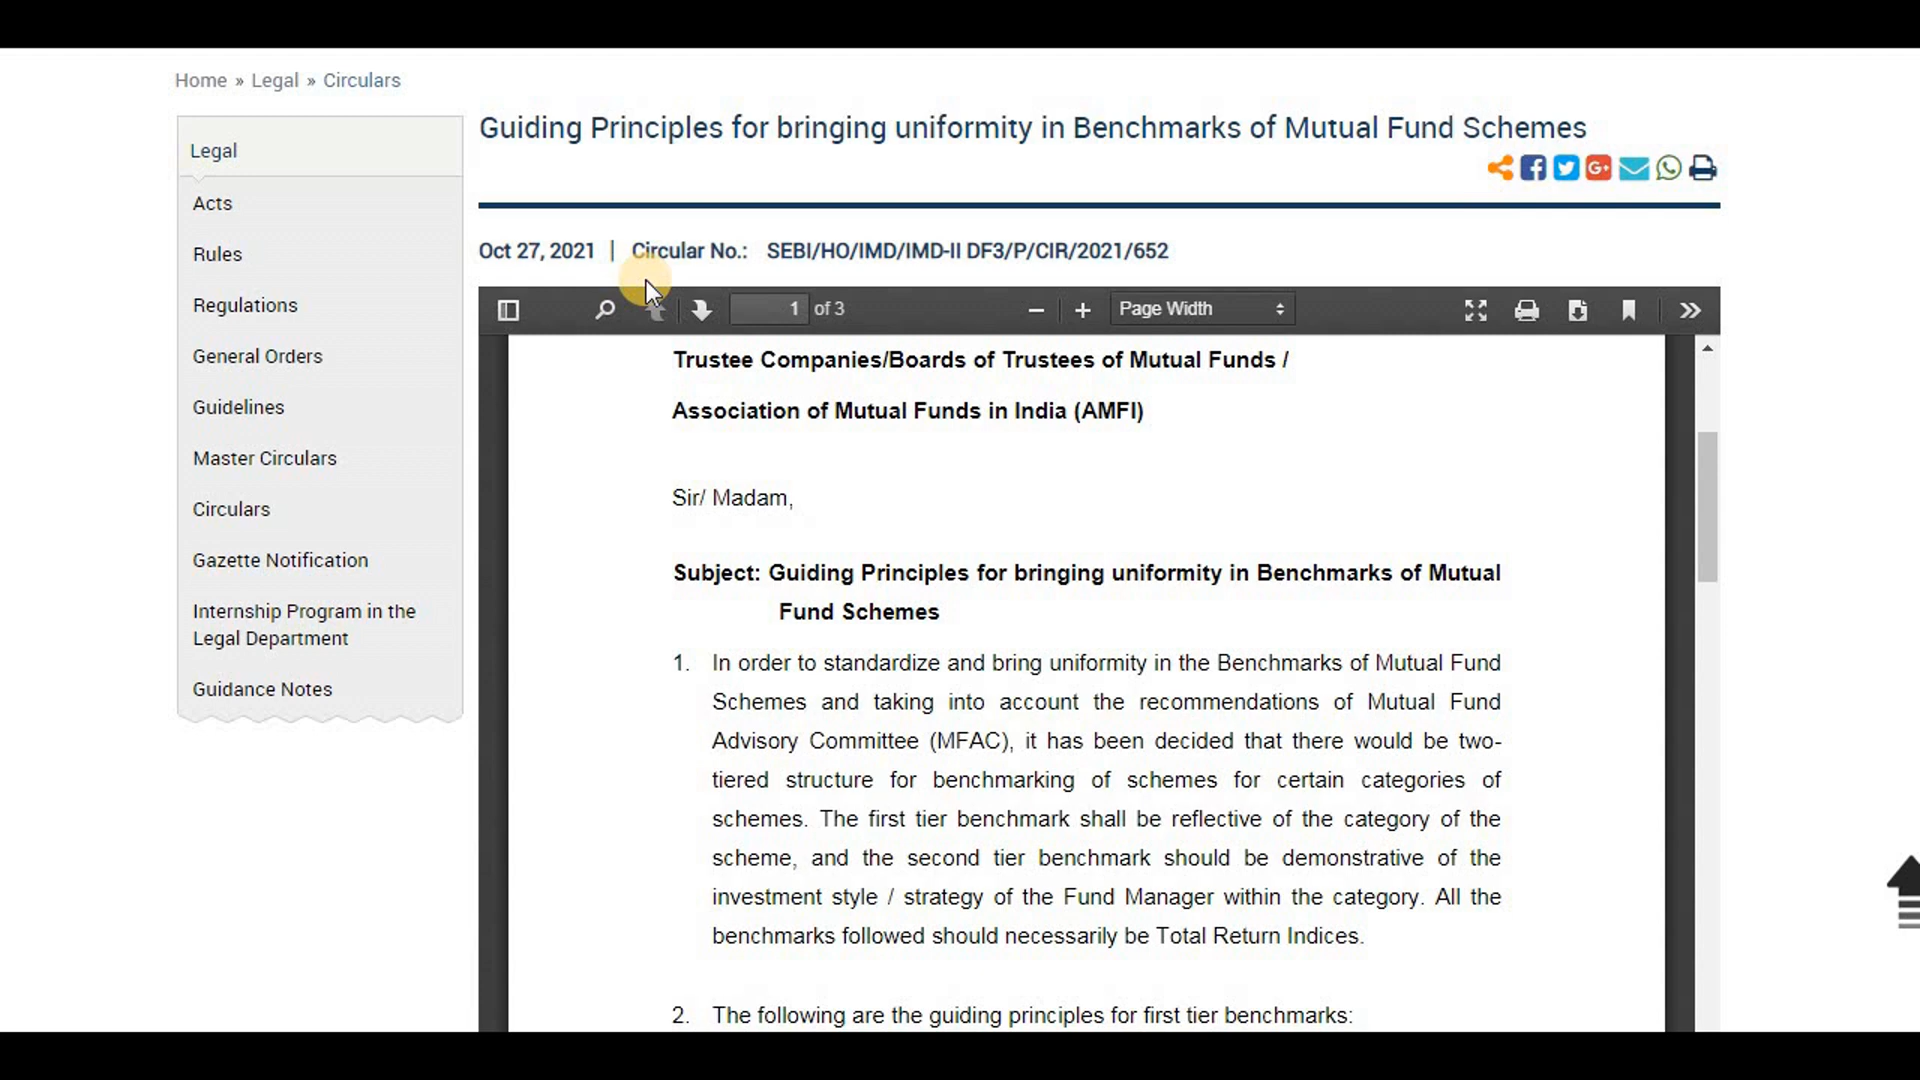 Home » Legal » Circulars
Guiding Principles for bringing uniformity in Benchmarks of Mutual Fund Schemes
Legal
Acts
Rules
Regulations
General Orders
Guidelines
Master Circulars
Circulars
Gazette Notification
Internship Program in the
Legal Department
Guidance Notes
Oct 27, 2021 | Circular No.: SEBI/HO/IMD/IMD-II DF3/P/CIR/2021/652
1 of 3
Page Width
Trustee Companies/Boards of Trustees of Mutual Funds /
Association of Mutual Funds in India (AMFI)
Sir/ Madam,
Subject: Guiding Principles for bringing uniformity in Benchmarks of Mutual
Fund Schemes
1. In order to standardize and bring uniformity in the Benchmarks of Mutual Fund
Schemes and taking into account the recommendations of Mutual Fund
Advisory Committee (MFAC), it has been decided that there would be two-
tiered structure for benchmarking of schemes for certain categories of
schemes. The first tier benchmark shall be reflective of the category of the
scheme, and the second tier benchmark should be demonstrative of the
investment style / strategy of the Fund Manager within the category. All the
benchmarks followed should necessarily be Total Return Indices.
2. The following are the guiding principles for first tier benchmarks: